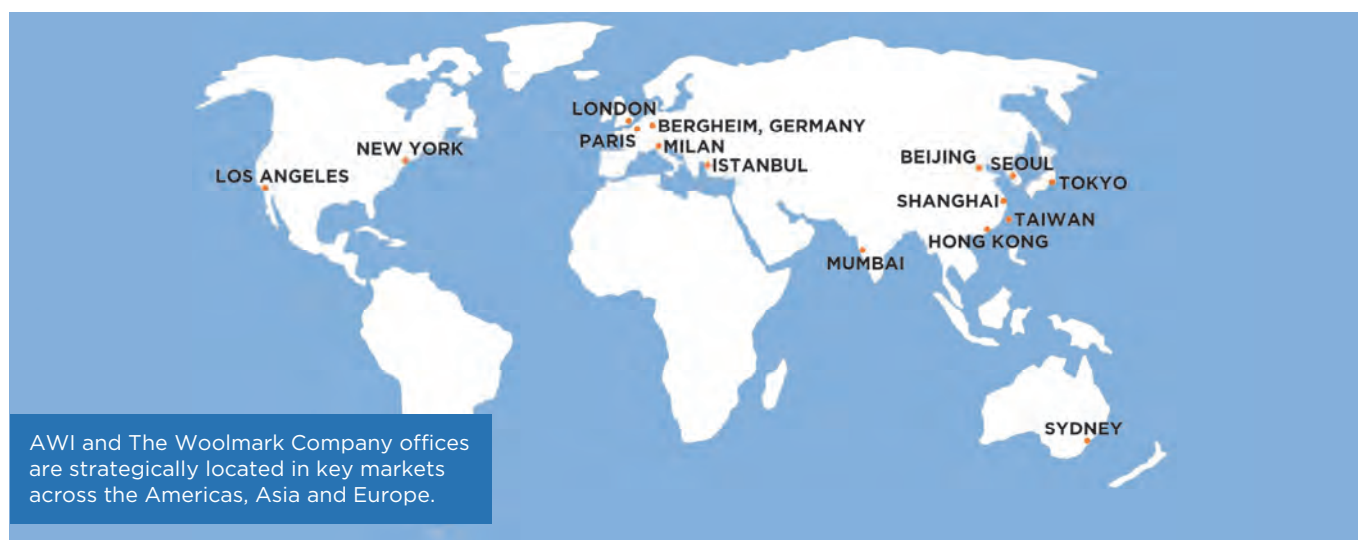 LONDON
BERGHEIM, GERMANY
PARIS
MILAN
NEW YORK
ISTANBUL
LOS ANGELES
BEIJING
SEOUL
TOKYO
SHANGHAI
TAIWAN
HONG KONG
MUMBAI
SYDNEY
AWI and The Woolmark Company offices
are strategically located in key markets
across the Americas, Asia and Europe.